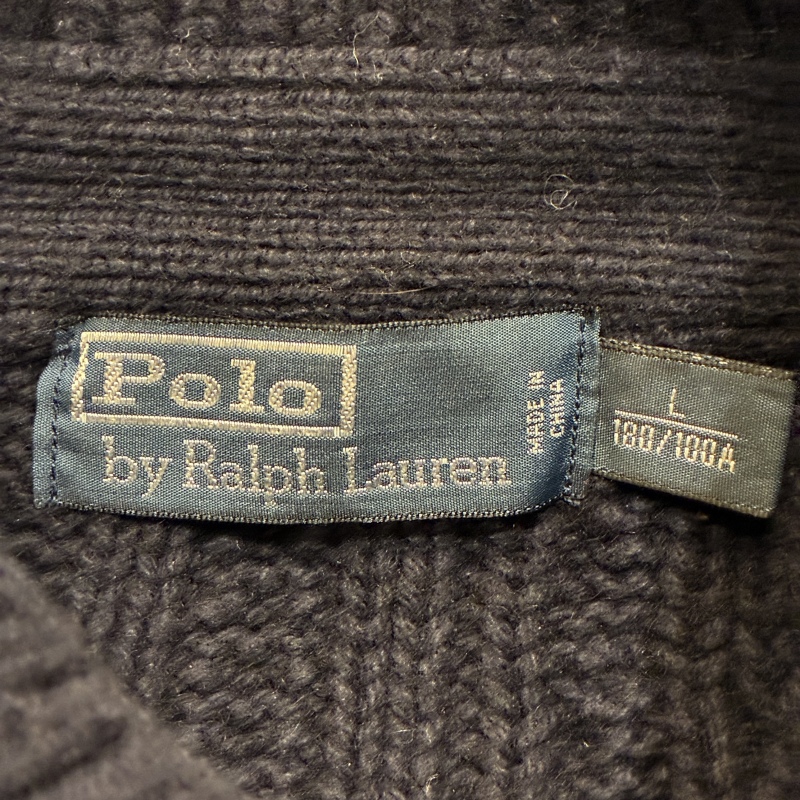 Polo
by Ralph Lauren
MADE IN
CHINA
L
180/100A